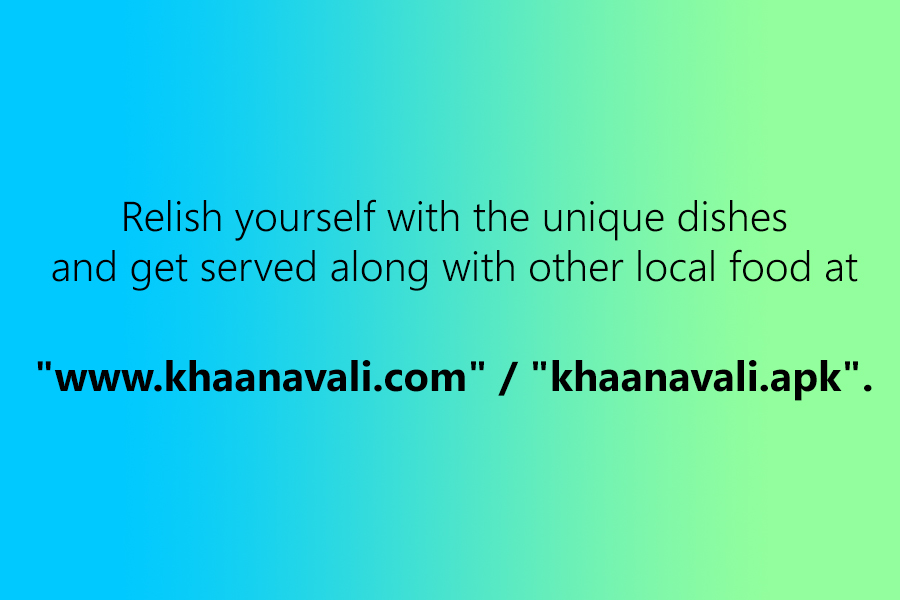 Relish yourself with the unique dishes
and get served along with other local food at
"www.khaanavali.com" / "khaanavali.apk".